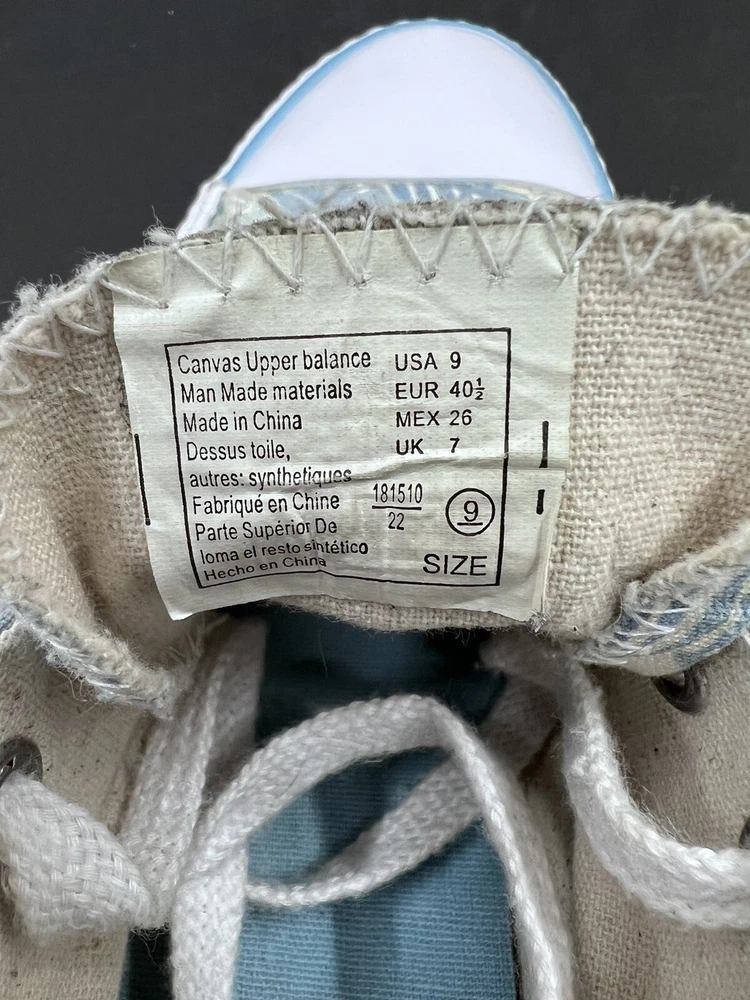 Canvas Upper balance USA 9
Man Made materials EUR 40½
Made in China MEX 26
Dessus toile, UK 7
autres: synthetiques
Fabriqué en Chine 181510
Parte Supérior De 22 9
loma el resto sintético
Hecho en China SIZE